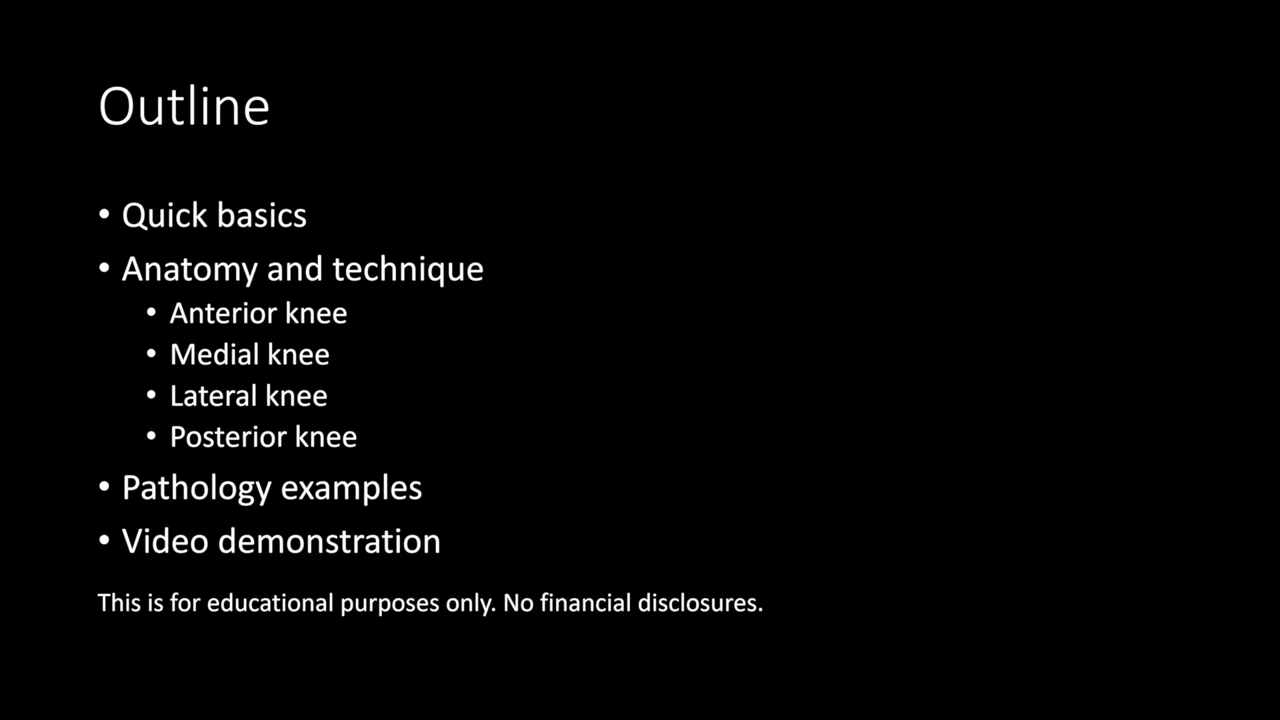 Outline
• Quick basics
• Anatomy and technique
• Anterior knee
• Medial knee
• Lateral knee
• Posterior knee
• Pathology examples
• Video demonstration
This is for educational purposes only. No financial disclosures.